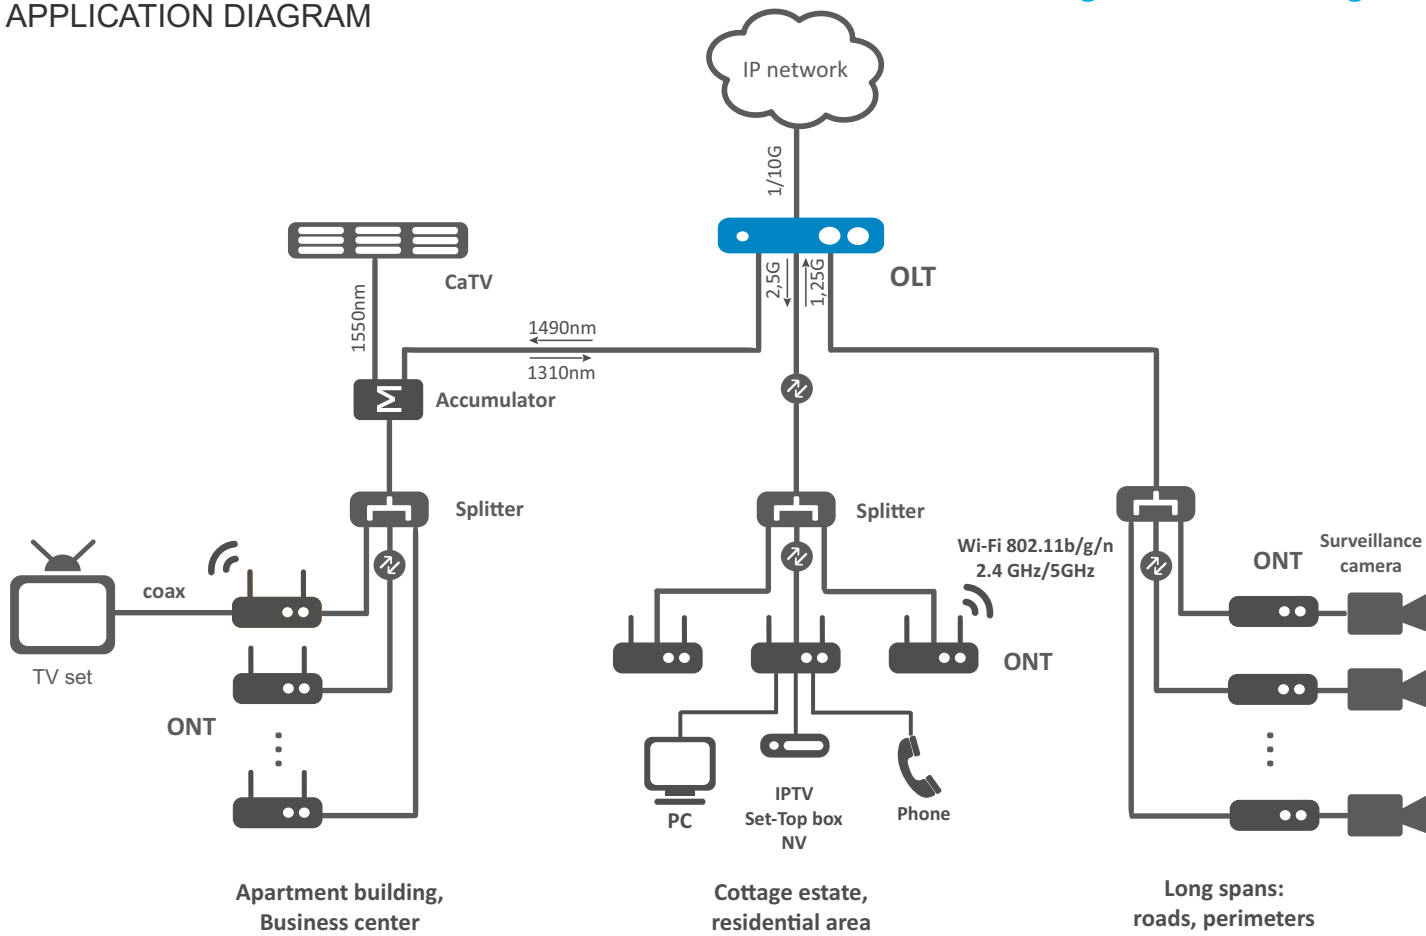 APPLICATION DIAGRAM
IP network
1/10G
OLT
2,5G
1,25G
CaTV
1550nm
1490nm
1310nm
Accumulator
Splitter
Splitter
Wi-Fi 802.11b/g/n
2.4 GHz/5GHz
ONT
Surveillance
camera
coax
TV set
ONT
ONT
PC
IPTV
Set-Top box
NV
Phone
Apartment building,
Business center
Cottage estate,
residential area
Long spans:
roads, perimeters